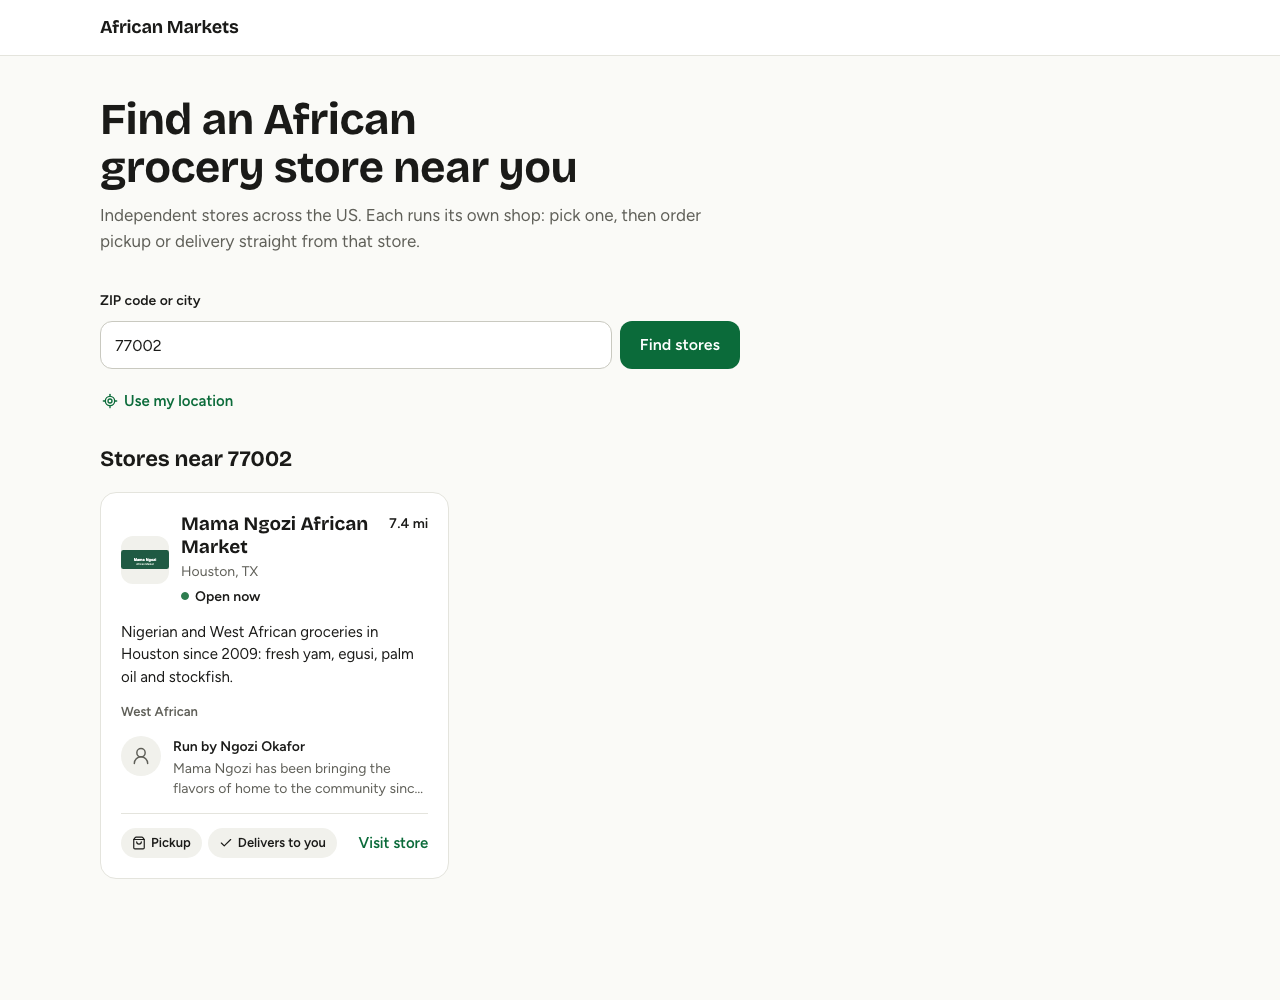 African Markets
Find an African
grocery store near you
Independent stores across the US. Each runs its own shop: pick one, then order
pickup or delivery straight from that store.
ZIP code or city
77002
Find stores
Use my location
Stores near 77002
Mama Ngozi African
Market
7.4 mi
Mama Ngozi
Houston, TX
Open now
Nigerian and West African groceries in
Houston since 2009: fresh yam, egusi, palm
oil and stockfish.
West African
Run by Ngozi Okafor
Mama Ngozi has been bringing the
flavors of home to the community sinc...
Pickup
Delivers to you
Visit store